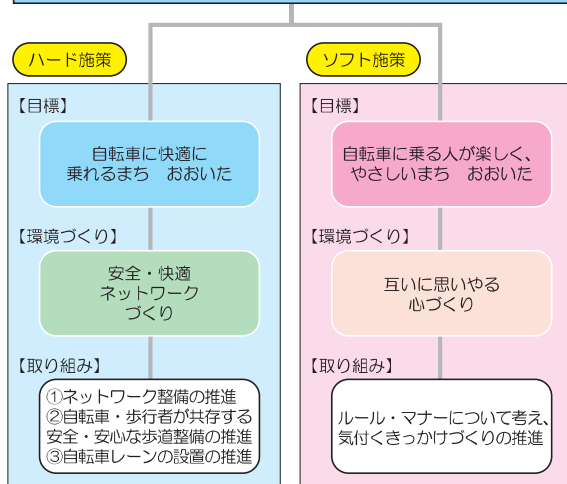 ハード施策
【目標】
自転車に快適に
乗れるまち　おおいた
【環境づくり】
安全・快適
ネットワーク
づくり
【取り組み】
①ネットワーク整備の推進
②自転車・歩行者が共存する
安全・安心な歩道整備の推進
③自転車レーンの設置の推進
ソフト施策
【目標】
自転車に乗る人が楽しく、
やさしいまち　おおいた
【環境づくり】
互いに思いやる
心づくり
【取り組み】
ルール・マナーについて考え、
気付くきっかけづくりの推進